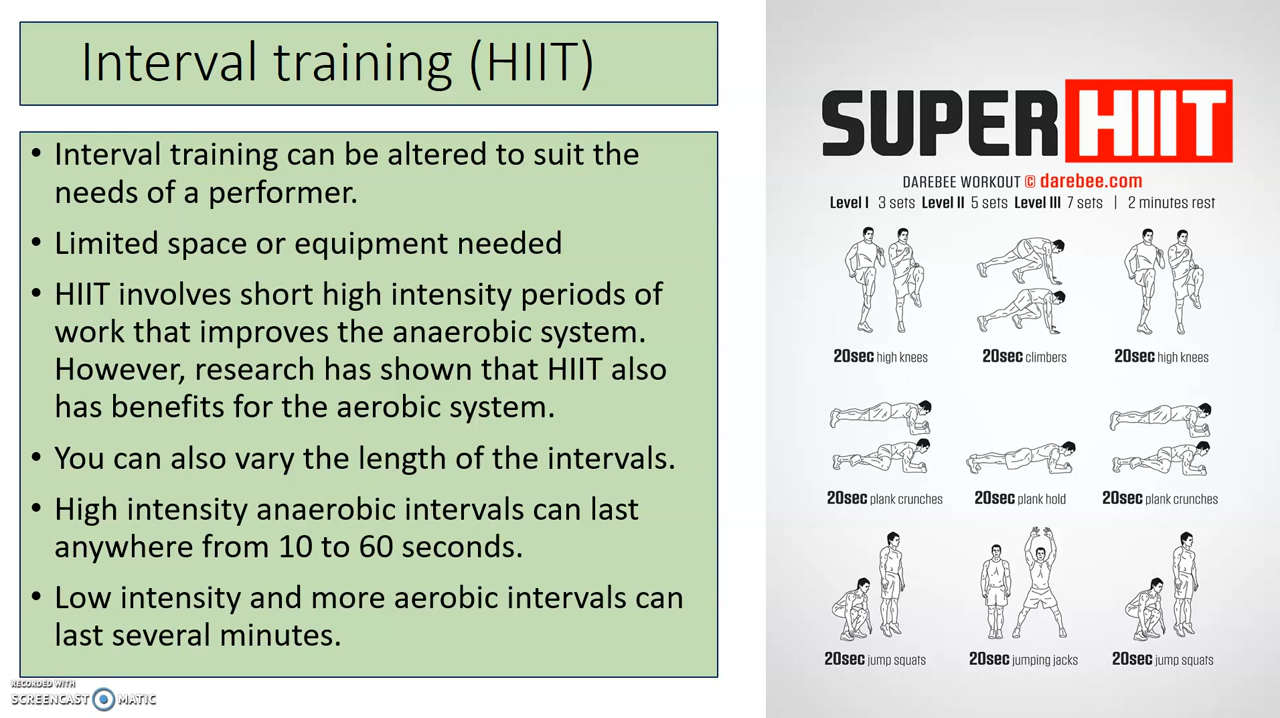 Interval training (HIIT)
• Interval training can be altered to suit the
needs of a performer.
• Limited space or equipment needed
• HIIT involves short high intensity periods of
work that improves the anaerobic system.
However, research has shown that HIIT also
has benefits for the aerobic system.
• You can also vary the length of the intervals.
• High intensity anaerobic intervals can last
anywhere from 10 to 60 seconds.
• Low intensity and more aerobic intervals can
last several minutes.
RECORDED WITH
SCREENCAST MATIC
SUPER HIIT
DAREBEE WORKOUT © darebee.com
Level I 3 sets Level II 5 sets Level III 7 sets | 2 minutes rest
20sec high knees
20sec climbers
20sec high knees
20sec plank crunches
20sec plank hold
20sec plank crunches
20sec jump squats
20sec jumping jacks
20sec jump squats